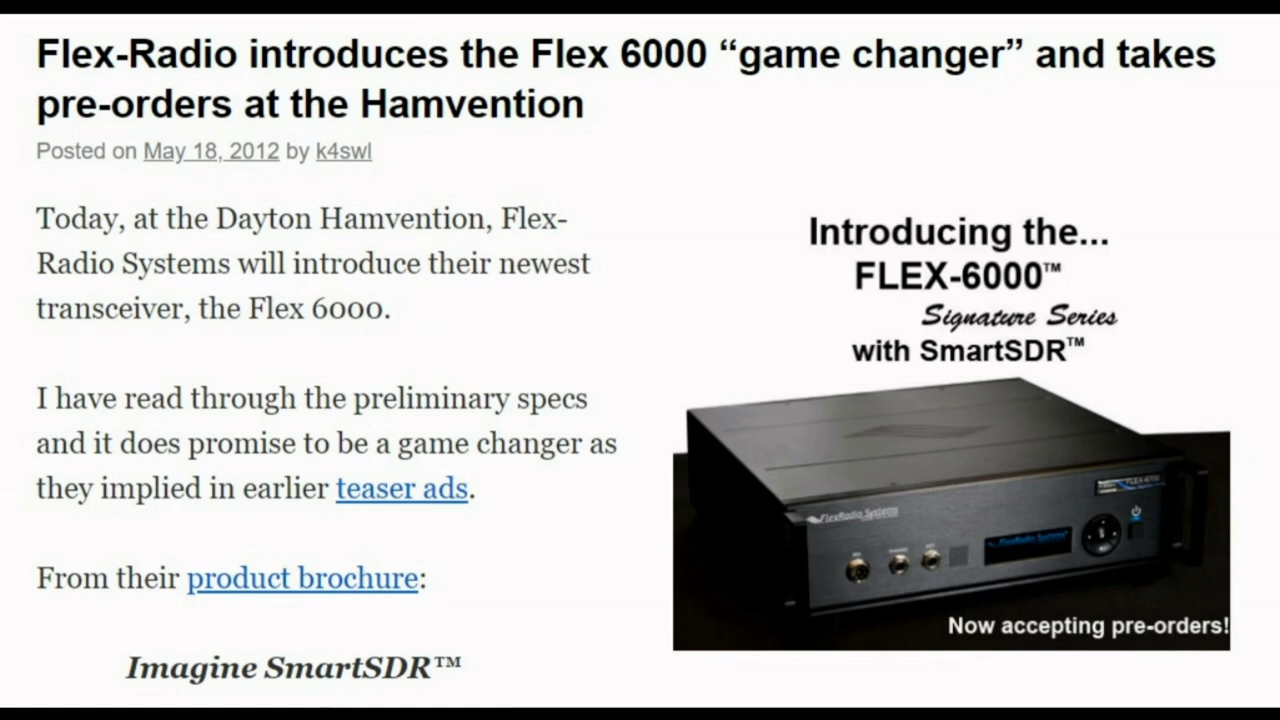 Flex-Radio introduces the Flex 6000 “game changer” and takes
pre-orders at the Hamvention
Posted on May 18, 2012 by k4swl
Today, at the Dayton Hamvention, Flex-
Radio Systems will introduce their newest
transceiver, the Flex 6000.
I have read through the preliminary specs
and it does promise to be a game changer as
they implied in earlier teaser ads.
From their product brochure:
Imagine SmartSDR™
Introducing the...
FLEX-6000™
Signature Series
with SmartSDR™
FlexRadio Systems
FLEX-6700
FlexRadio Systems
Now accepting pre-orders!